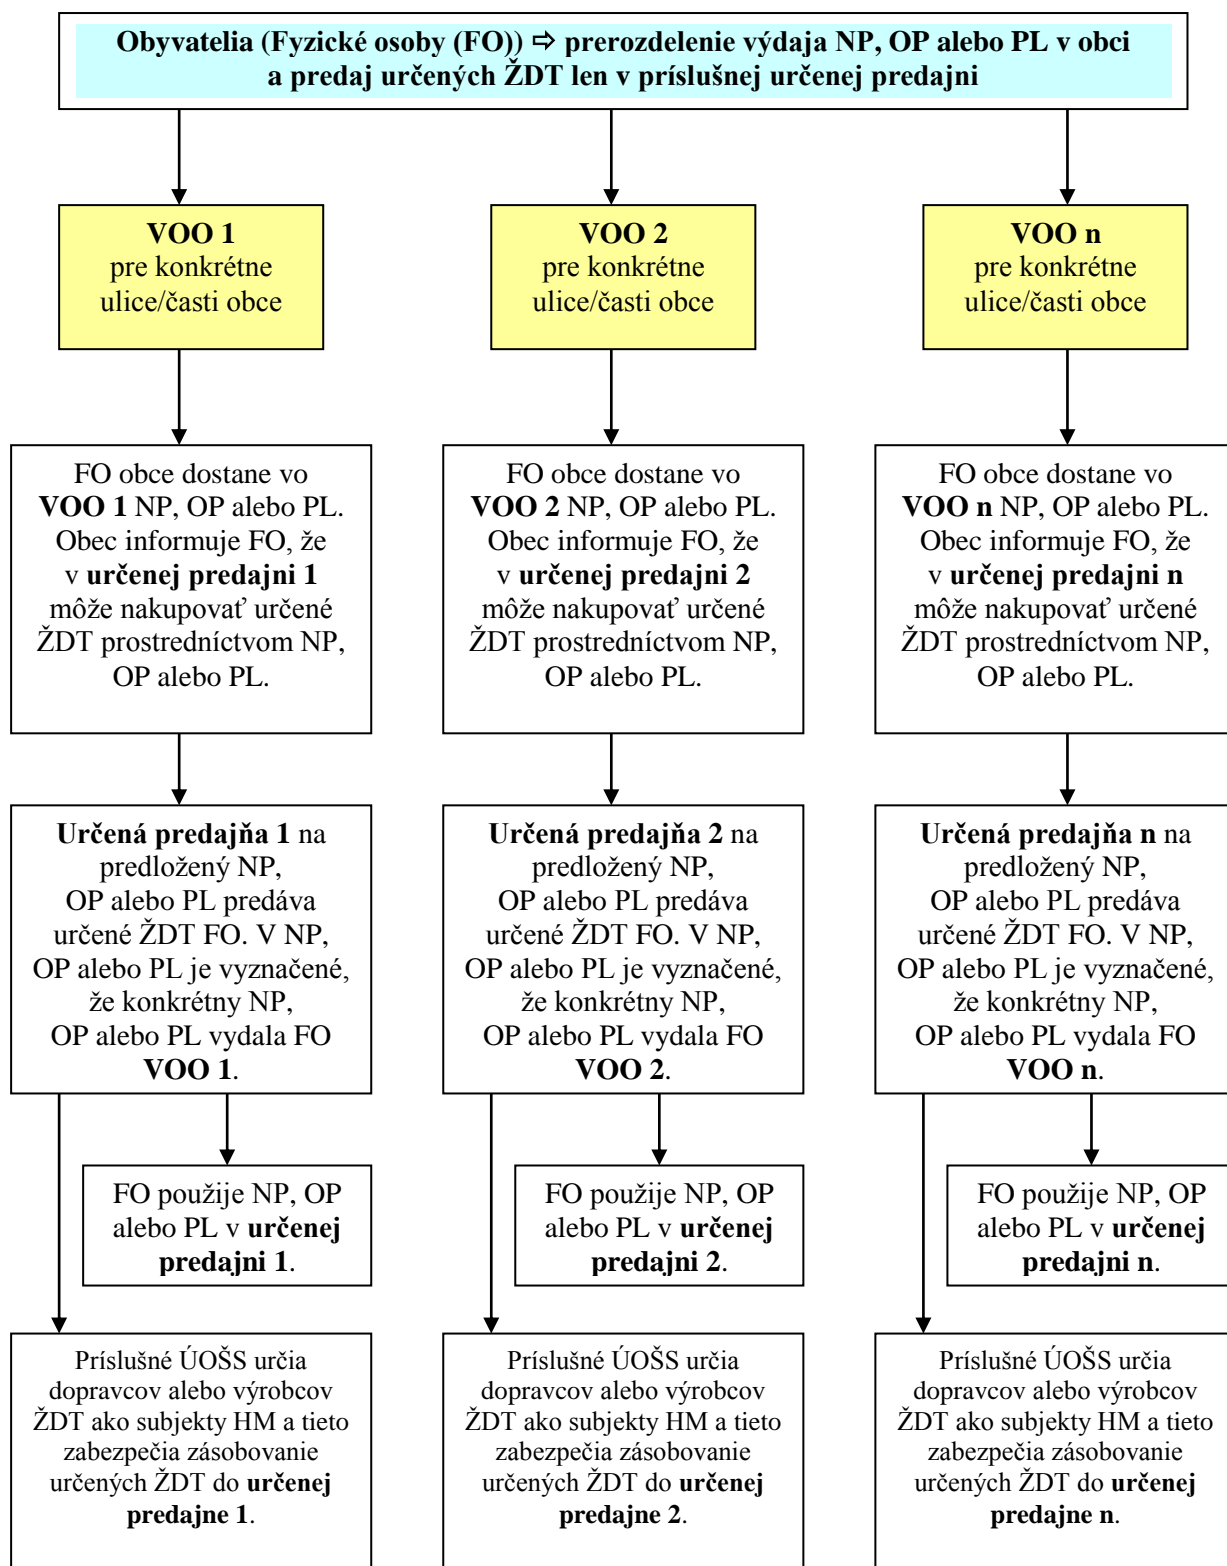 Obyvatelia (Fyzické osoby (FO)) ⇨ prerozdelenie výdaja NP, OP alebo PL v obci
a predaj určených ŽDT len v príslušnej určenej predajni
VOO 1
pre konkrétne
ulice/časti obce
VOO 2
pre konkrétne
ulice/časti obce
VOO n
pre konkrétne
ulice/časti obce
FO obce dostane vo
VOO 1 NP, OP alebo PL.
Obec informuje FO, že
v určenej predajni 1
môže nakupovať určené
ŽDT prostredníctvom NP,
OP alebo PL.
FO obce dostane vo
VOO 2 NP, OP alebo PL.
Obec informuje FO, že
v určenej predajni 2
môže nakupovať určené
ŽDT prostredníctvom NP,
OP alebo PL.
FO obce dostane vo
VOO n NP, OP alebo PL.
Obec informuje FO, že
v určenej predajni n
môže nakupovať určené
ŽDT prostredníctvom NP,
OP alebo PL.
Určená predajňa 1 na
predložený NP,
OP alebo PL predáva
určené ŽDT FO. V NP,
OP alebo PL je vyznačené,
že konkrétny NP,
OP alebo PL vydala FO
VOO 1.
Určená predajňa 2 na
predložený NP,
OP alebo PL predáva
určené ŽDT FO. V NP,
OP alebo PL je vyznačené,
že konkrétny NP,
OP alebo PL vydala FO
VOO 2.
Určená predajňa n na
predložený NP,
OP alebo PL predáva
určené ŽDT FO. V NP,
OP alebo PL je vyznačené,
že konkrétny NP,
OP alebo PL vydala FO
VOO n.
FO použije NP, OP
alebo PL v určenej
predajni 1.
FO použije NP, OP
alebo PL v určenej
predajni 2.
FO použije NP, OP
alebo PL v určenej
predajni n.
Príslušné ÚOŠS určia
dopravcov alebo výrobcov
ŽDT ako subjekty HM a tieto
zabezpečia zásobovanie
určených ŽDT do určenej
predajne 1.
Príslušné ÚOŠS určia
dopravcov alebo výrobcov
ŽDT ako subjekty HM a tieto
zabezpečia zásobovanie
určených ŽDT do určenej
predajne 2.
Príslušné ÚOŠS určia
dopravcov alebo výrobcov
ŽDT ako subjekty HM a tieto
zabezpečia zásobovanie
určených ŽDT do určenej
predajne n.